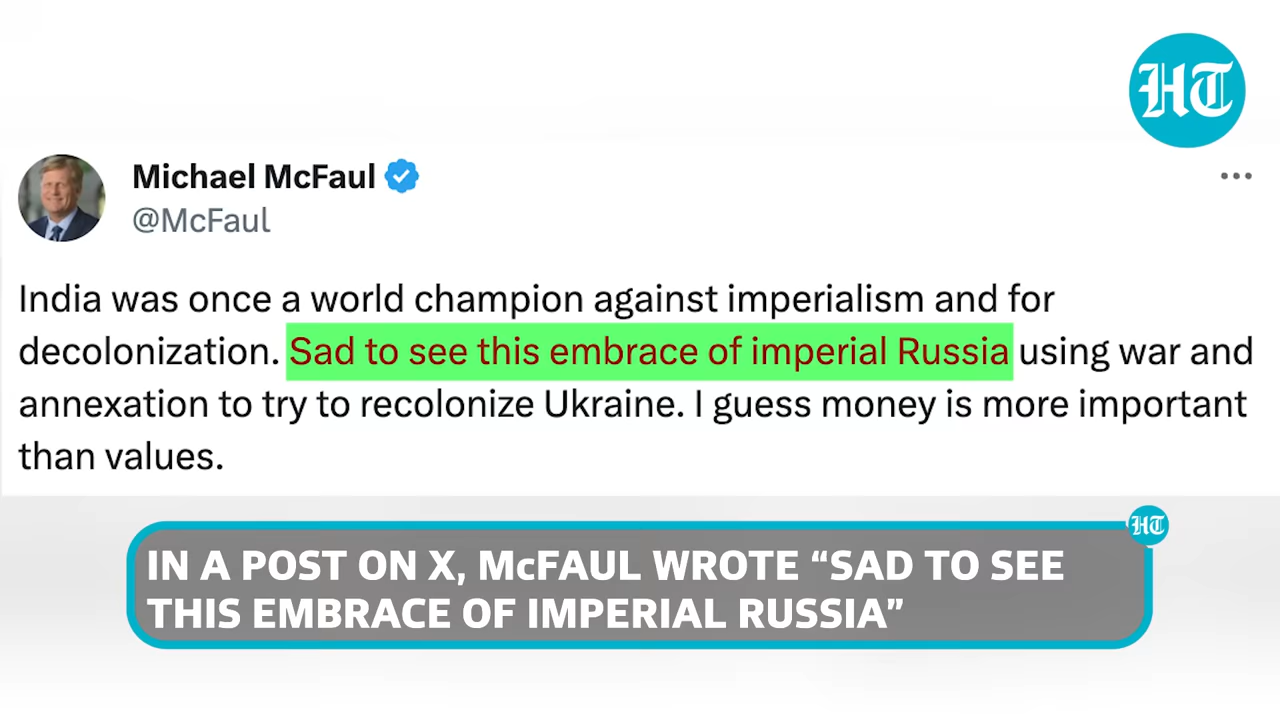 HT
Michael McFaul
@McFaul
India was once a world champion against imperialism and for
decolonization. Sad to see this embrace of imperial Russia using war and
annexation to try to recolonize Ukraine. I guess money is more important
than values.
HT
IN A POST ON X, McFAUL WROTE “SAD TO SEE
THIS EMBRACE OF IMPERIAL RUSSIA”